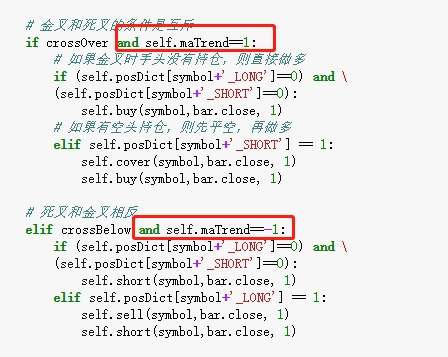 # 金叉和死叉的条件是互斥
if crossOver and self.maTrend==1:
# 如果金叉时手头没有持仓，则直接做多
if (self.posDict[symbol+'_LONG']==0) and \
(self.posDict[symbol+'_SHORT']==0):
self.buy(symbol,bar.close, 1)
# 如果有空头持仓，则先平空，再做多
elif self.posDict[symbol+'_SHORT'] == 1:
self.cover(symbol,bar.close, 1)
self.buy(symbol,bar.close, 1)
# 死叉和金叉相反
elif crossBelow and self.maTrend==-1:
if (self.posDict[symbol+'_LONG']==0) and \
(self.posDict[symbol+'_SHORT']==0):
self.short(symbol,bar.close, 1)
elif self.posDict[symbol+'_LONG'] == 1:
self.sell(symbol,bar.close, 1)
self.short(symbol,bar.close, 1)